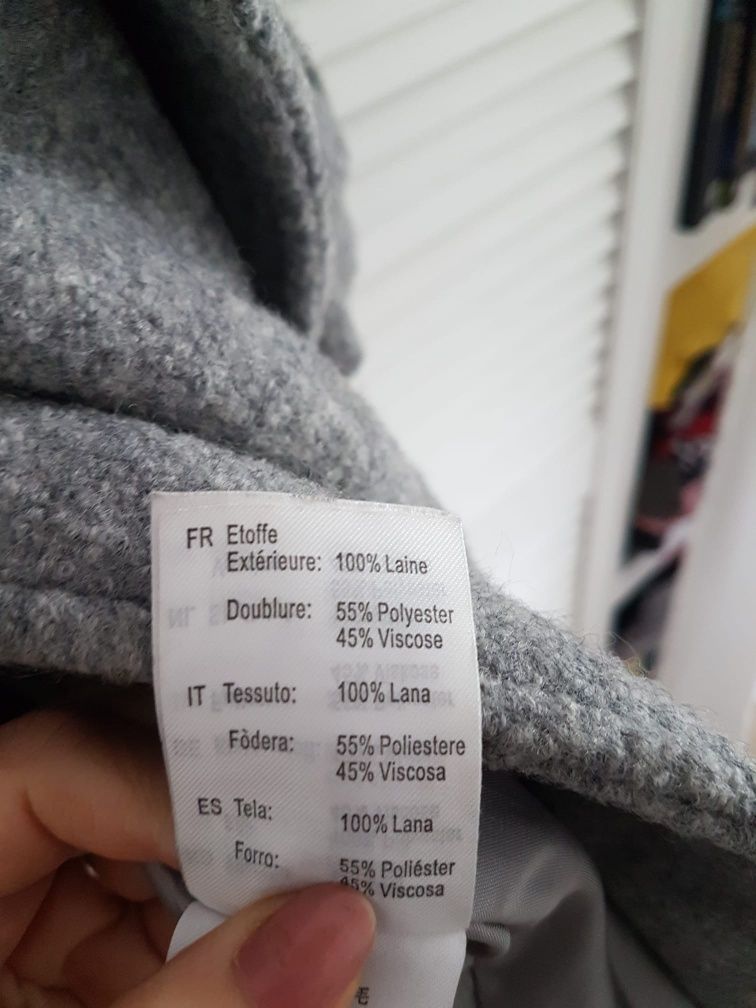 FR Etoffe
Extérieure: 100% Laine
Doublure: 55% Polyester
45% Viscose
IT Tessuto: 100% Lana
Fòdera: 55% Poliestere
45% Viscosa
ES Tela: 100% Lana
Forro: 55% Poliéster
45% Viscosa